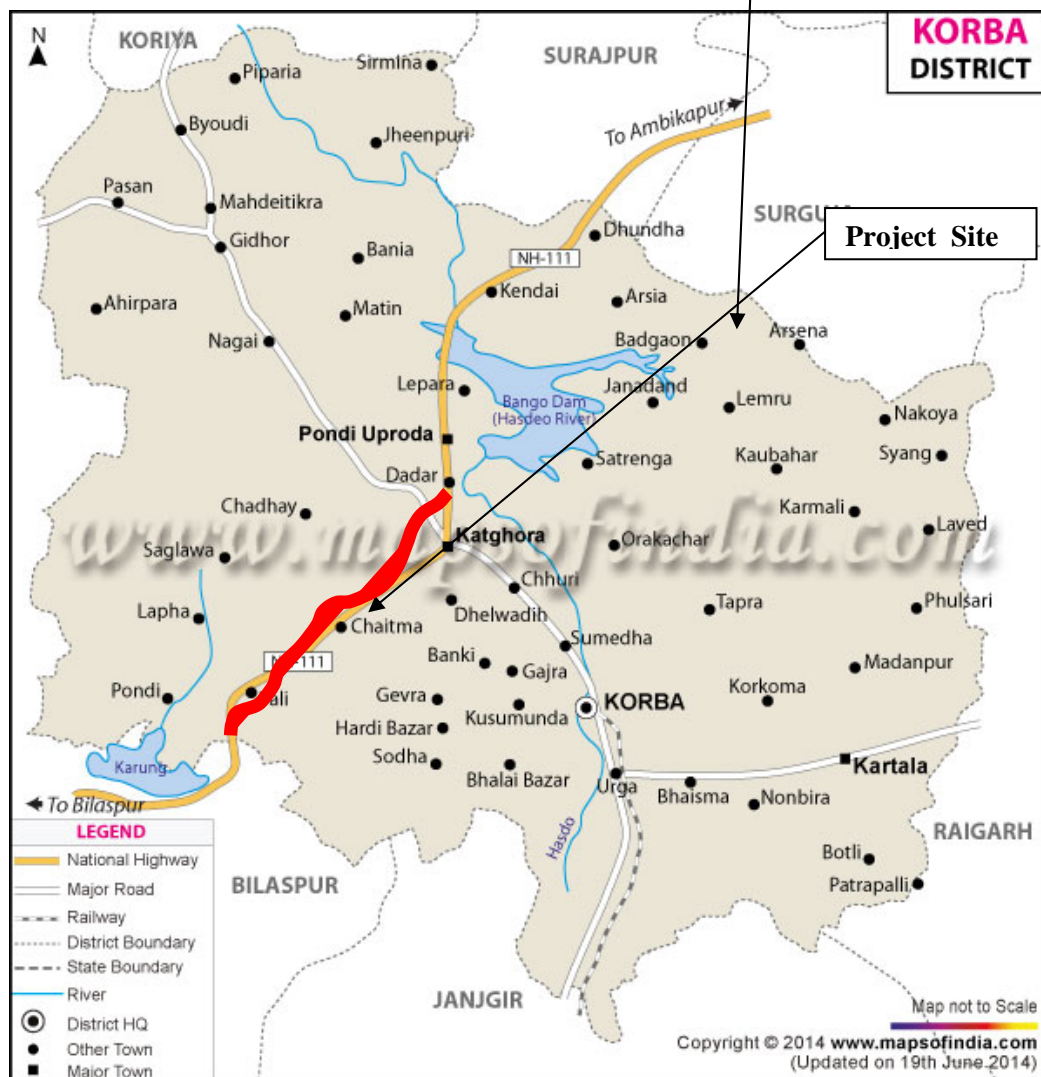 N
KORBA
DISTRICT
KORIYA
SURAJPUR
Sirmina
Piparia
To Ambikapur
Byoudi
Jheenpuri
Pasan
Mahdeitikra
SURGUJA
Project Site
Dhundha
Gidhor
Bania
NH-111
Kendai
Arsia
Ahirpara
Matin
Nagai
Badgaon
Arsena
Lepara
Janadand
Bango Dam
(Hasdeo River)
Lemru
Nakoya
Pondi Uproda
Satrenga
Kaubahar
Syang
Dadar
Chadhay
Karmali
www.mapsofindia.com
Katghora
Orakachar
Laved
Saglawa
Chhuri
Lapha
Dhelwadih
Tapra
Phulsari
Chaitma
Sumedha
Banki
Gajra
Madanpur
-111
Pondi
Gevra
Kusumunda
KORBA
Korkoma
Hardi Bazar
Sodha
Karung
Bhalai Bazar
Urga
Kartala
Bhaisma
Nonbira
To Bilaspur
Hasdo
RAIGARH
LEGEND
National Highway
Major Road
Railway
District Boundary
State Boundary
River
District HQ
Other Town
Major Town
BILASPUR
Botli
Patrapalli
JANJGIR
Map not to Scale
Copyright © 2014 www.mapsofindia.com
(Updated on 19th June 2014)